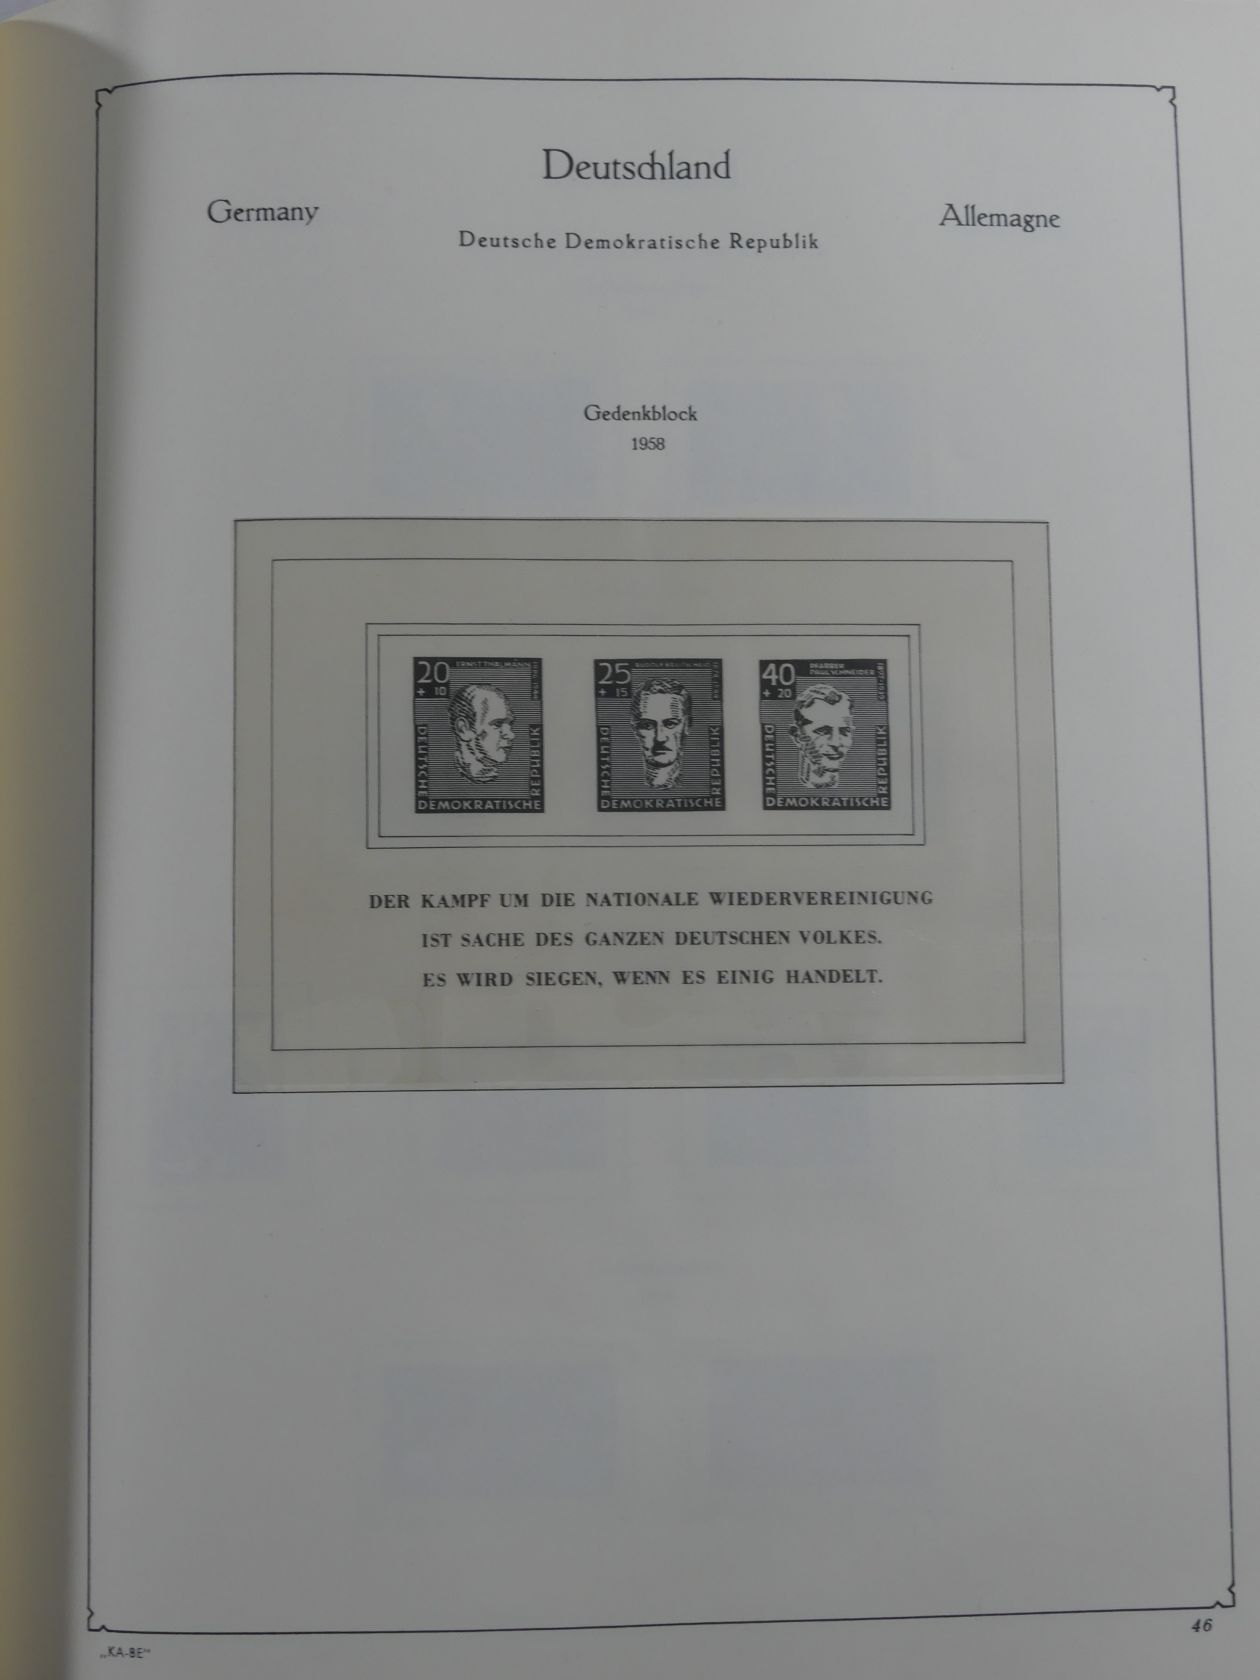 Deutschland
Germany
Allemagne
Deutsche Demokratische Republik
Gedenkblock
1958
20
+ 10
ERNST THÄLMANN
DEUTSCHE
DEMOKRATISCHE
REPUBLIK
25
+ 15
DEUTSCHE
DEMOKRATISCHE
REPUBLIK
40
+ 20
PFARRER
PAUL SCHNEIDER
DEUTSCHE
DEMOKRATISCHE
REPUBLIK
DER KAMPF UM DIE NATIONALE WIEDERVEREINIGUNG
IST SACHE DES GANZEN DEUTSCHEN VOLKES.
ES WIRD SIEGEN, WENN ES EINIG HANDELT.
„KA-BE“
46